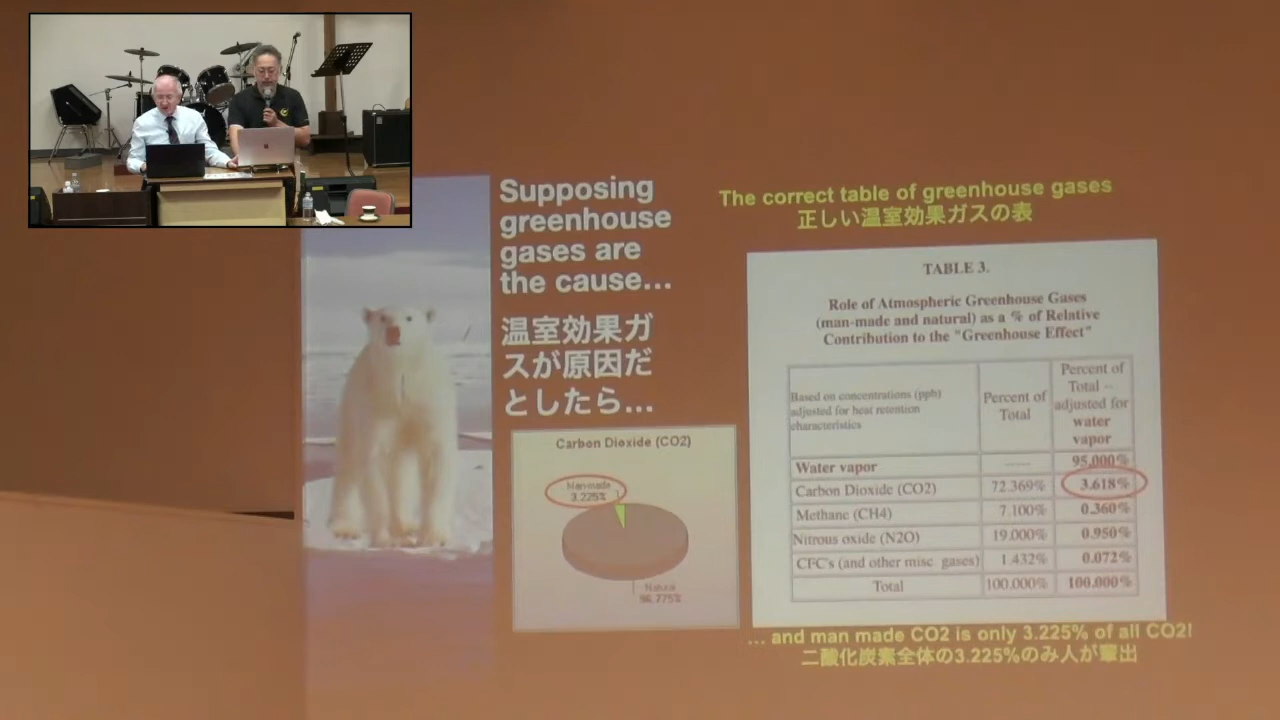 Supposing
greenhouse
gases are
the cause...
温室効果ガ
スが原因だ
としたら...
Carbon Dioxide (CO2)
Man-made
3.225%
Natural
96.775%
The correct table of greenhouse gases
正しい温室効果ガスの表
TABLE 3.
Role of Atmospheric Greenhouse Gases
(man-made and natural) as a % of Relative
Contribution to the "Greenhouse Effect"
Based on concentrations (ppb)
adjusted for heat retention
characteristics
Percent of
Total
Percent of
Total --
adjusted for
water
vapor
Water vapor ----- 95.000%
Carbon Dioxide (CO2) 72.369% 3.618%
Methane (CH4) 7.100% 0.360%
Nitrous oxide (N2O) 19.000% 0.950%
CFC's (and other misc gases) 1.432% 0.072%
Total 100.000% 100.000%
... and man made CO2 is only 3.225% of all CO2!
二酸化炭素全体の3.225%のみ人が輩出